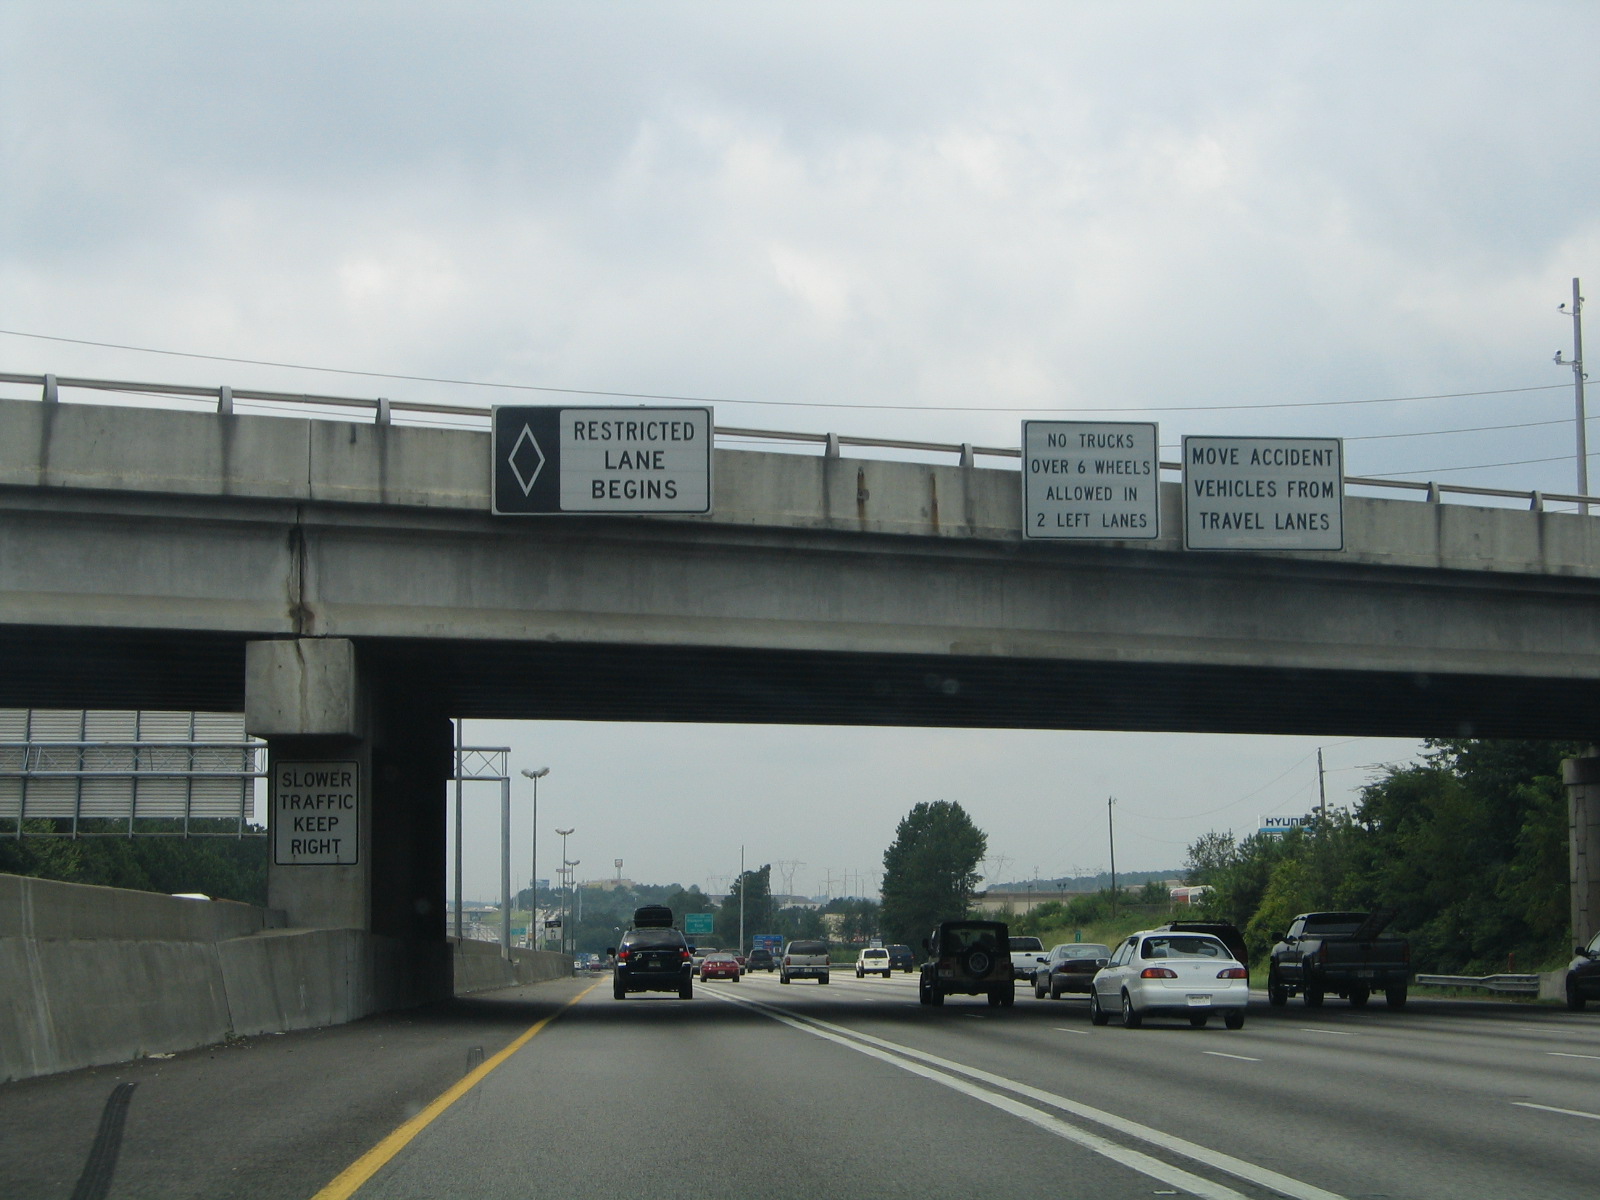 RESTRICTED
LANE
BEGINS
NO TRUCKS
OVER 6 WHEELS
ALLOWED IN
2 LEFT LANES
MOVE ACCIDENT
VEHICLES FROM
TRAVEL LANES
SLOWER
TRAFFIC
KEEP
RIGHT